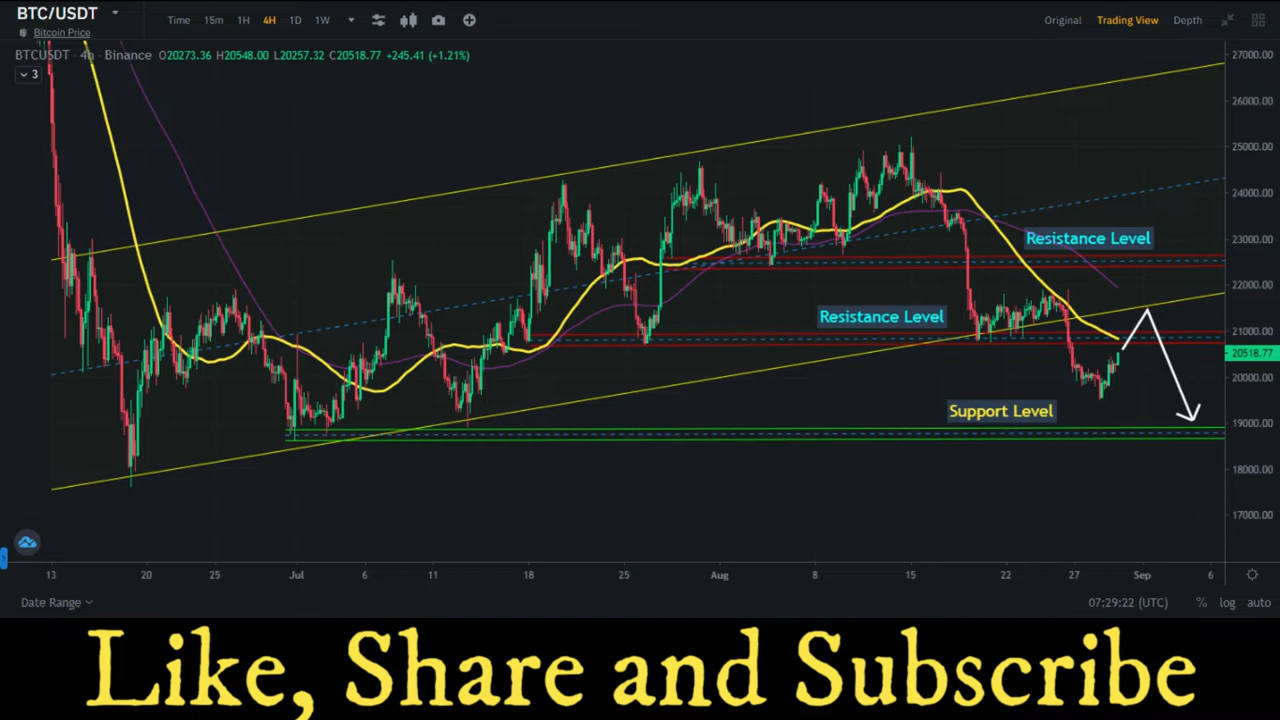 BTC/USDT
Bitcoin Price
Time 15m 1H 4H 1D 1W
Original Trading View Depth
BTCUSDT · 4h · Binance O20273.36 H20548.00 L20257.32 C20518.77 +245.41 (+1.21%)
3
27000.00
26000.00
25000.00
24000.00
23000.00
22000.00
21000.00
20518.77
20000.00
19000.00
18000.00
17000.00
Resistance Level
Resistance Level
Support Level
13 20 25 Jul 6 11 18 25 Aug 8 15 22 27 Sep 6
Date Range
07:29:22 (UTC) % log auto
Like, Share and Subscribe